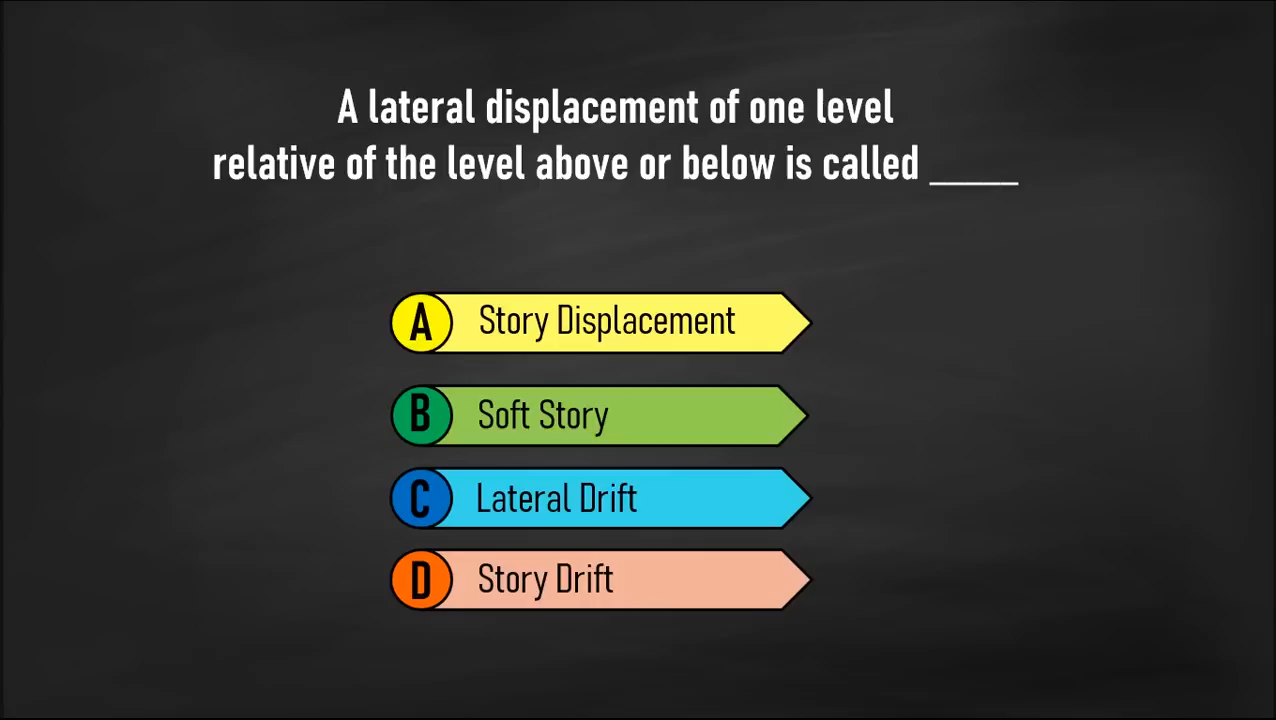 A lateral displacement of one level
relative of the level above or below is called _____
A Story Displacement
B Soft Story
C Lateral Drift
D Story Drift